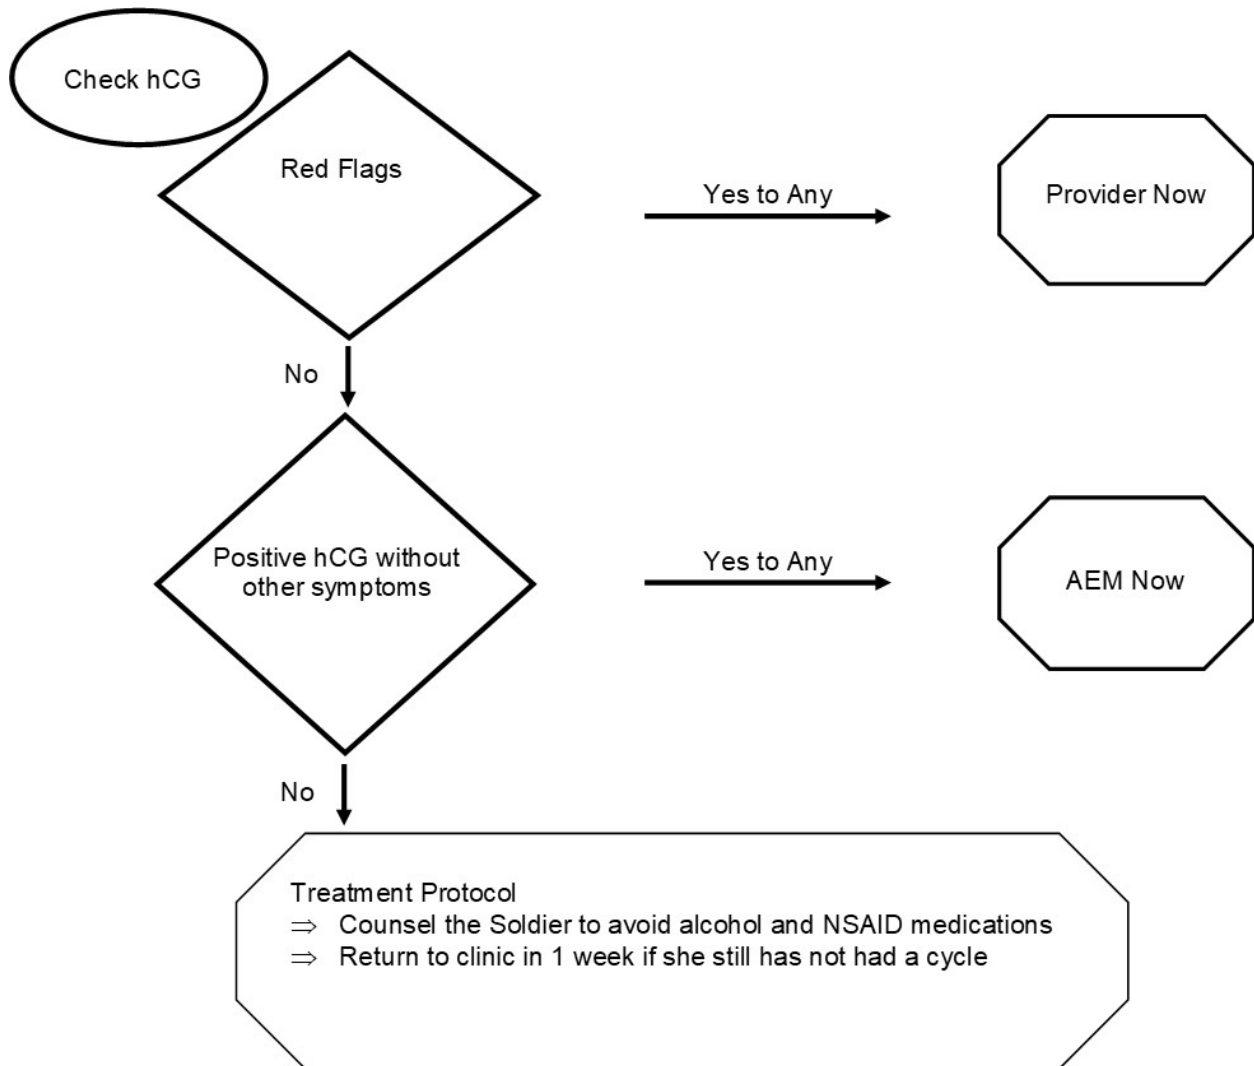 Check hCG
Red Flags
Yes to Any
Provider Now
No
Positive hCG without
other symptoms
Yes to Any
AEM Now
No
Treatment Protocol
⇒ Counsel the Soldier to avoid alcohol and NSAID medications
⇒ Return to clinic in 1 week if she still has not had a cycle